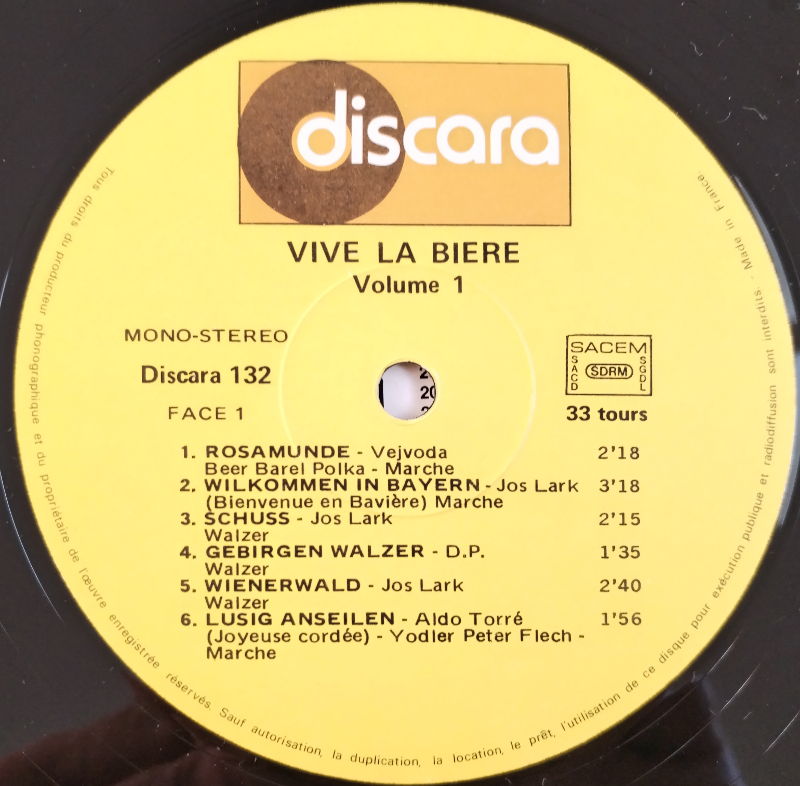 discara
VIVE LA BIERE
Volume 1
MONO-STEREO
Discara 132
FACE 1
SACEM
SACD
SDRM
SGDL
33 tours
1. ROSAMUNDE - Vejvoda 2'18
Beer Barel Polka - Marche
2. WILKOMMEN IN BAYERN - Jos Lark 3'18
(Bienvenue en Bavière) Marche
3. SCHUSS - Jos Lark 2'15
Walzer
4. GEBIRGEN WALZER - D.P. 1'35
Walzer
5. WIENERWALD - Jos Lark 2'40
Walzer
6. LUSIG ANSEILEN - Aldo Torré 1'56
(Joyeuse cordée) - Yodler Peter Flech -
Marche
Tous droits du producteur phonographique et du propriétaire de l'œuvre enregistrée réservés. Sauf autorisation, la duplication, la location, le prêt, l'utilisation de ce disque pour exécution publique et radiodiffusion sont interdits - Made in France.
20